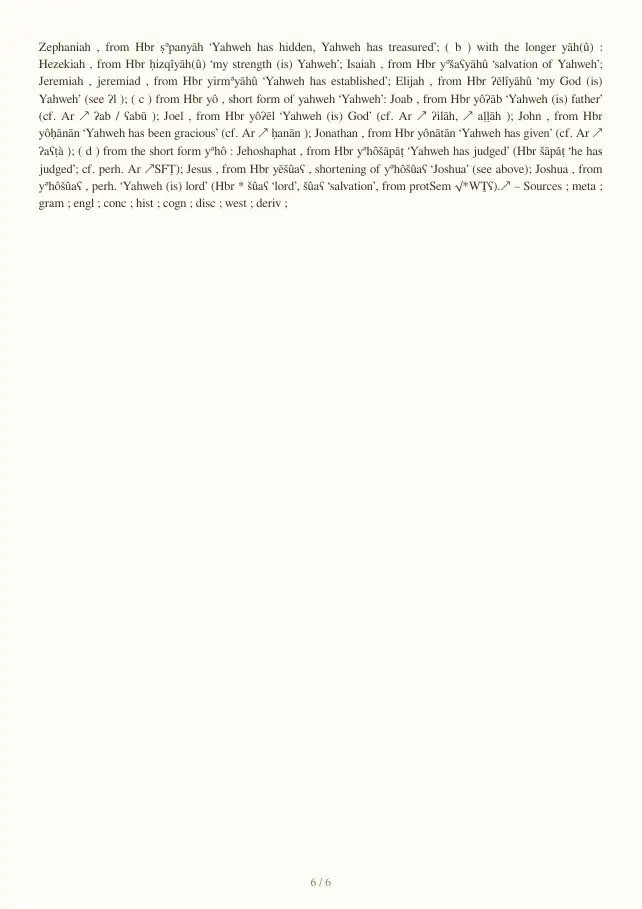 Zephaniah , from Hbr ṣᵊpanyāh ‘Yahweh has hidden, Yahweh has treasured’; ( b ) with the longer yāh(û) :
Hezekiah , from Hbr ḥizqîyāh(û) ‘my strength (is) Yahweh’; Isaiah , from Hbr yᵊšaʕyāhû ‘salvation of Yahweh’;
Jeremiah , jeremiad , from Hbr yirmᵊyāhû ‘Yahweh has established’; Elijah , from Hbr ʔēlîyāhû ‘my God (is)
Yahweh’ (see ʔl ); ( c ) from Hbr yô , short form of yahweh ‘Yahweh’: Joab , from Hbr yôʔāb ‘Yahweh (is) father’
(cf. Ar ↗ ʔab / ʕabū ); Joel , from Hbr yôʔēl ‘Yahweh (is) God’ (cf. Ar ↗ ʔilāh, ↗ aḷḷāh ); John , from Hbr
yôḥānān ‘Yahweh has been gracious’ (cf. Ar ↗ ḥanān ); Jonathan , from Hbr yônātān ‘Yahweh has given’ (cf. Ar ↗
ʔaʕṭà ); ( d ) from the short form yᵊhô : Jehoshaphat , from Hbr yᵊhôšāpāṭ ‘Yahweh has judged’ (Hbr šāpāṭ ‘he has
judged’; cf. perh. Ar ↗SFṬ); Jesus , from Hbr yēšûaʕ , shortening of yᵊhôšûaʕ ‘Joshua’ (see above); Joshua , from
yᵊhôšûaʕ , perh. ‘Yahweh (is) lord’ (Hbr * šûaʕ ‘lord’, šûaʕ ‘salvation’, from protSem √*WṮʕ).↗ – Sources ; meta ;
gram ; engl ; conc ; hist ; cogn ; disc ; west ; deriv ;
6 / 6